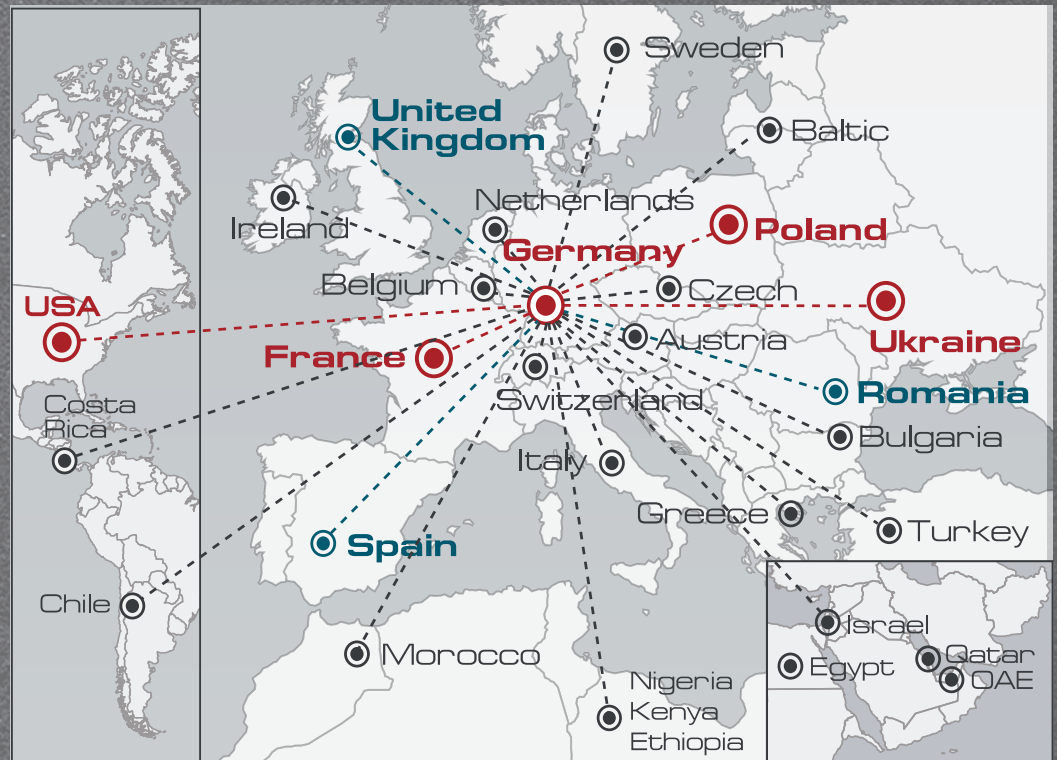 Sweden
United
Kingdom
Baltic
Netherlands
Ireland
Poland
Germany
Belgium
Czech
USA
Ukraine
France
Austria
Switzerland
Romania
Costa
Rica
Bulgaria
Italy
Greece
Turkey
Spain
Chile
Israel
Morocco
Qatar
Egypt
OAE
Nigeria
Kenya
Ethiopia